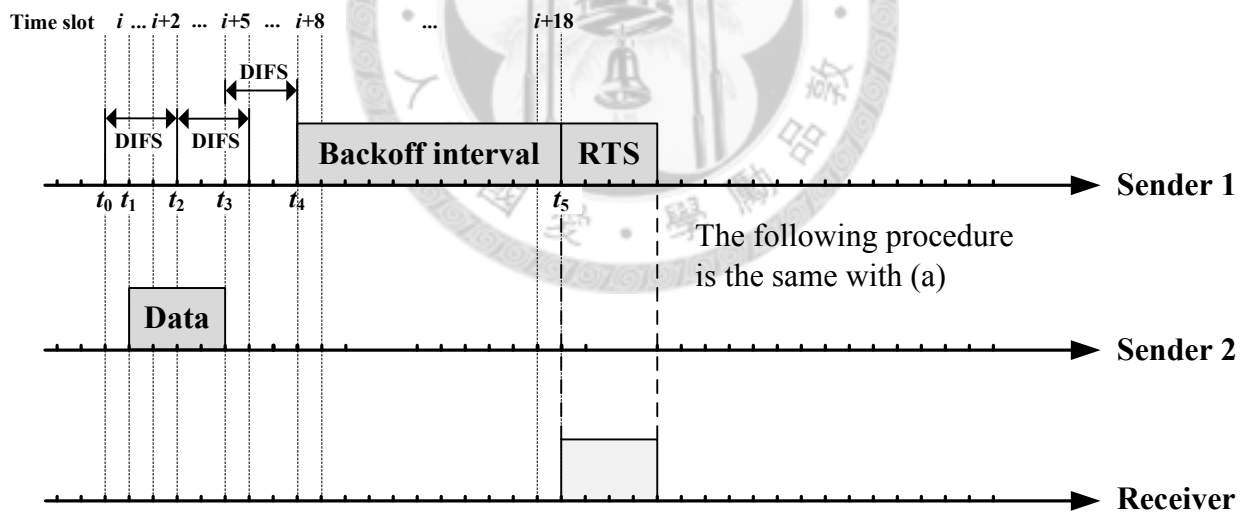 Time slot i ... i+2 ... i+5 ... i+8 ... i+18
DIFS
DIFS DIFS
Backoff interval RTS
t0 t1 t2 t3 t4 t5
Sender 1
The following procedure
is the same with (a)
Data
Sender 2
Receiver